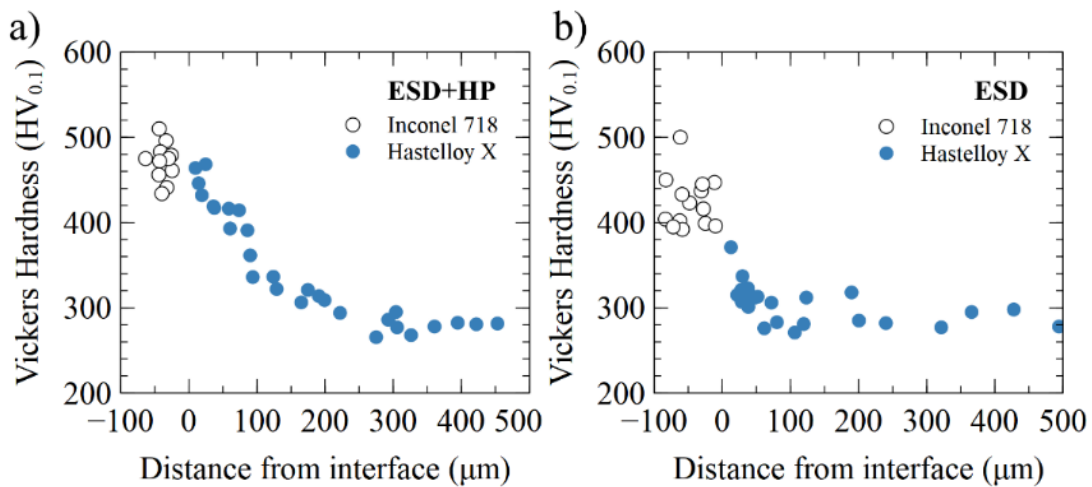 a)
Vickers Hardness (HV0.1)
600
500
400
300
200
ESD+HP
Inconel 718
Hastelloy X
−100 0 100 200 300 400 500
Distance from interface (μm)
b)
Vickers Hardness (HV0.1)
600
500
400
300
200
ESD
Inconel 718
Hastelloy X
−100 0 100 200 300 400 500
Distance from interface (μm)